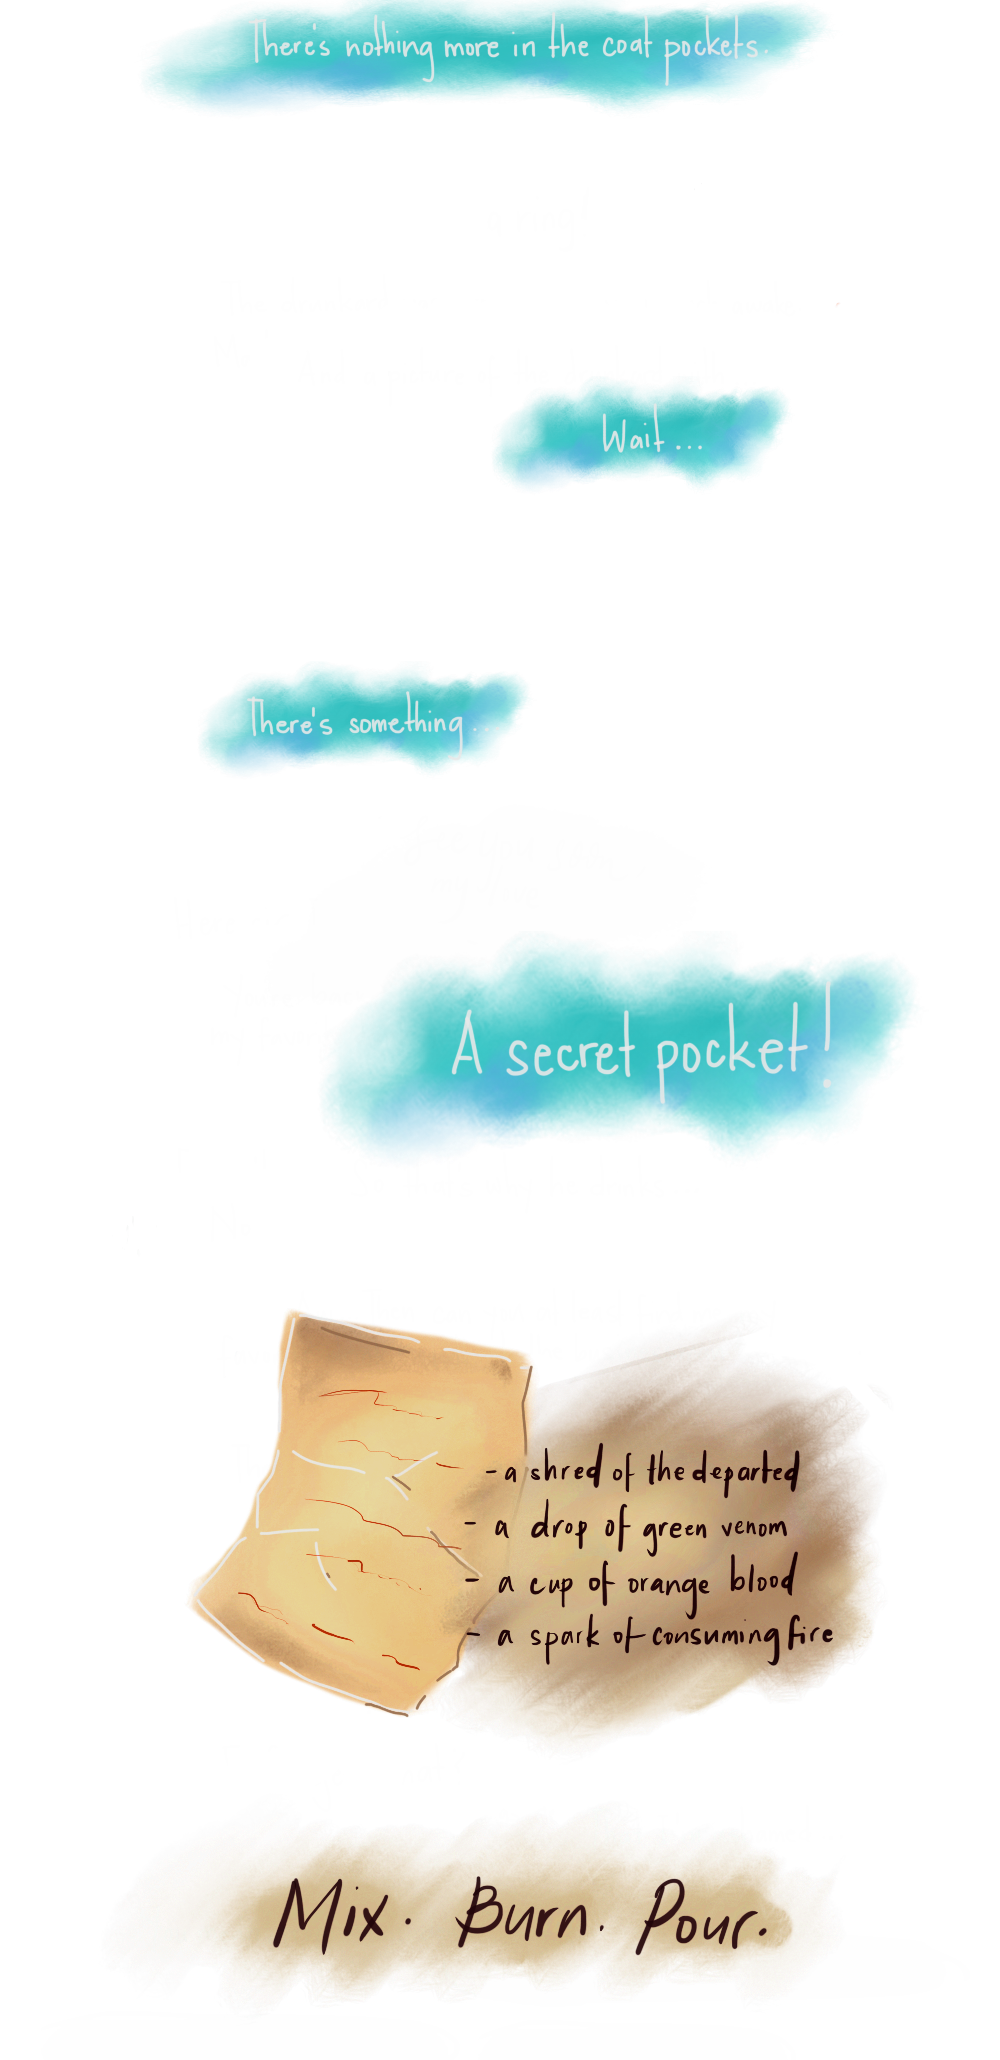 There's nothing more in the coat pockets.
Wait...
There's something...
A secret pocket!
- a shred of the departed
- a drop of green venom
- a cup of orange blood
- a spark of consuming fire
Mix. Burn. Pour.